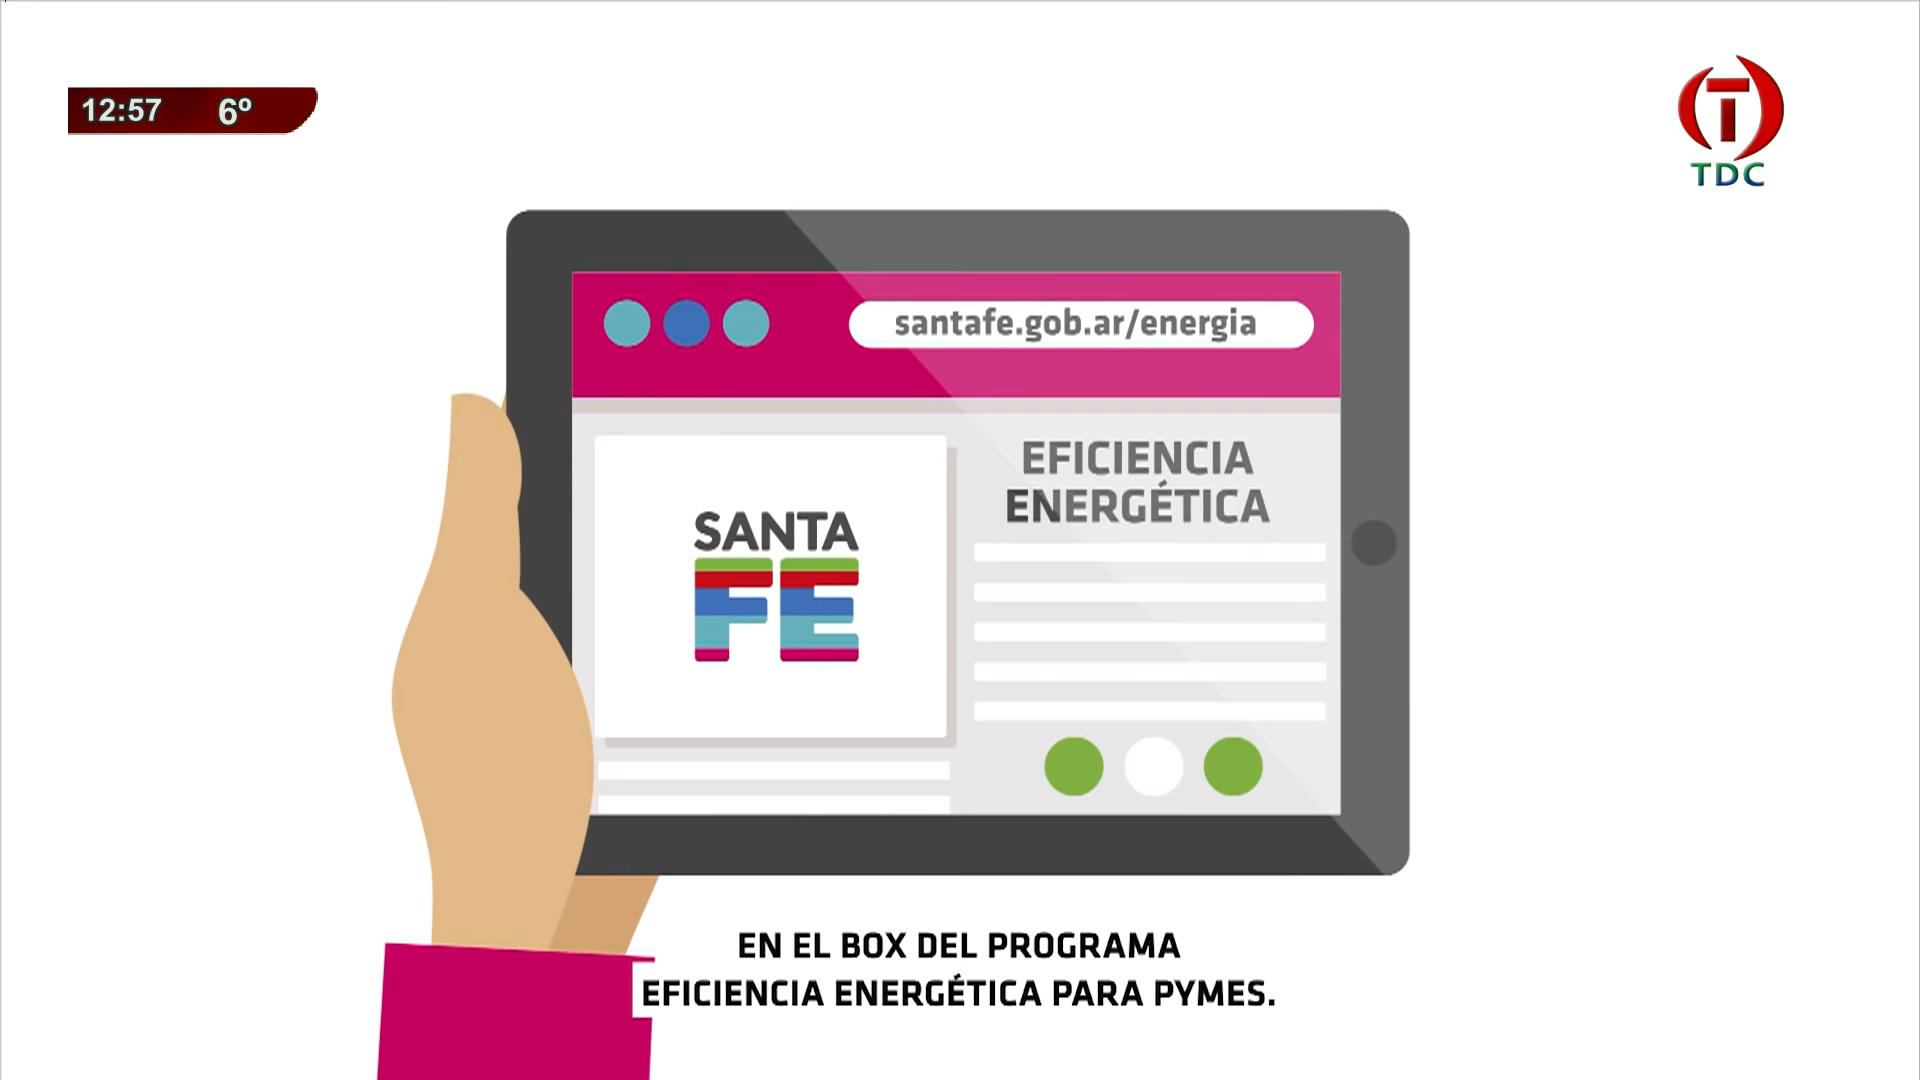 12:57 6º
T
TDC
santafe.gob.ar/energia
EFICIENCIA
ENERGÉTICA
SANTA
FE
EN EL BOX DEL PROGRAMA
EFICIENCIA ENERGÉTICA PARA PYMES.